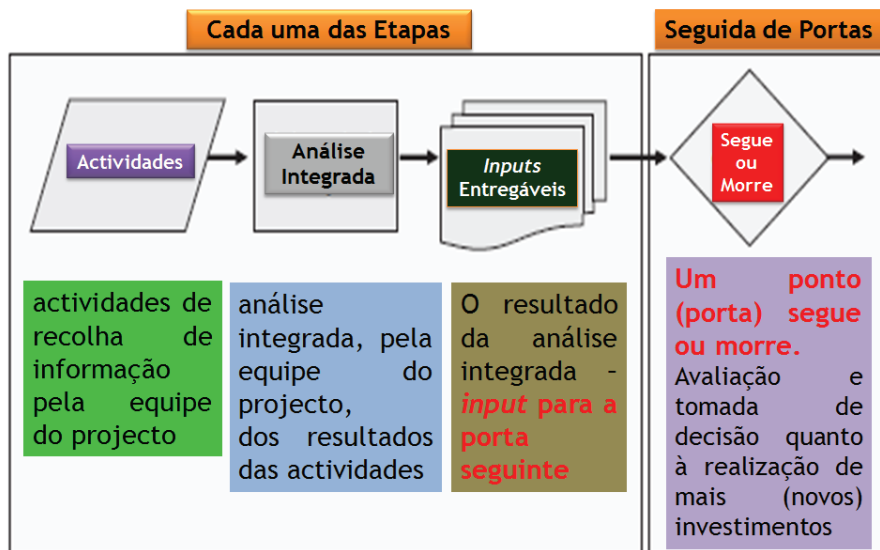 Cada uma das Etapas
Seguida de Portas
Actividades
Análise
Integrada
Inputs
Entregáveis
Segue
ou
Morre
actividades de
recolha de
informação
pela equipe
do projecto
análise
integrada, pela
equipe do
projecto,
dos resultados
das actividades
O resultado
da análise
integrada –
input para a
porta
seguinte
Um ponto
(porta) segue
ou morre.
Avaliação e
tomada de
decisão quanto
à realização de
mais (novos)
investimentos